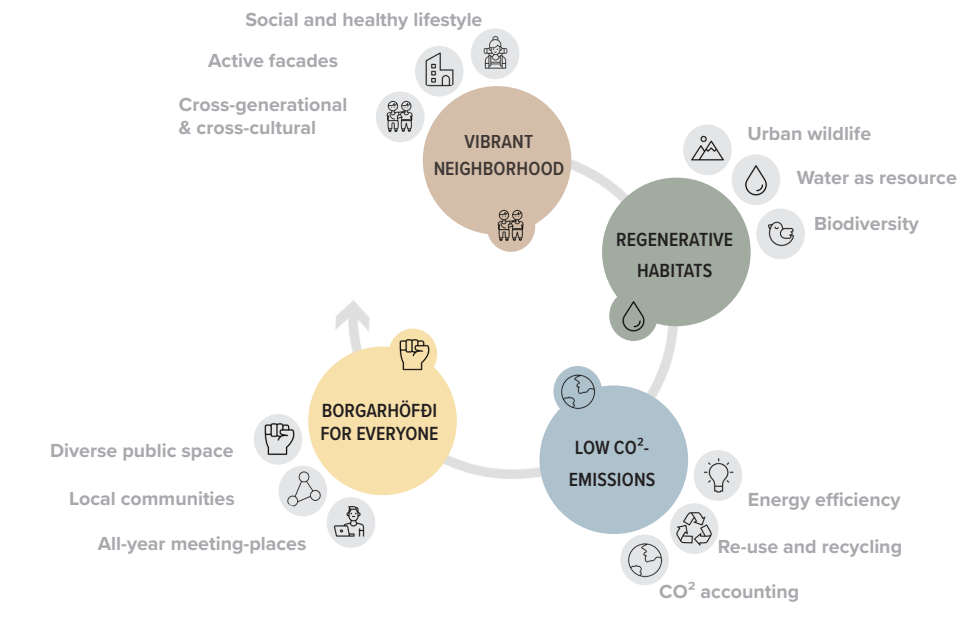 Social and healthy lifestyle
Active facades
Cross-generational
& cross-cultural
VIBRANT
NEIGHBORHOOD
Urban wildlife
Water as resource
Biodiversity
REGENERATIVE
HABITATS
BORGARHÖFÐI
FOR EVERYONE
Diverse public space
Local communities
All-year meeting-places
LOW CO²-
EMISSIONS
Energy efficiency
Re-use and recycling
CO² accounting